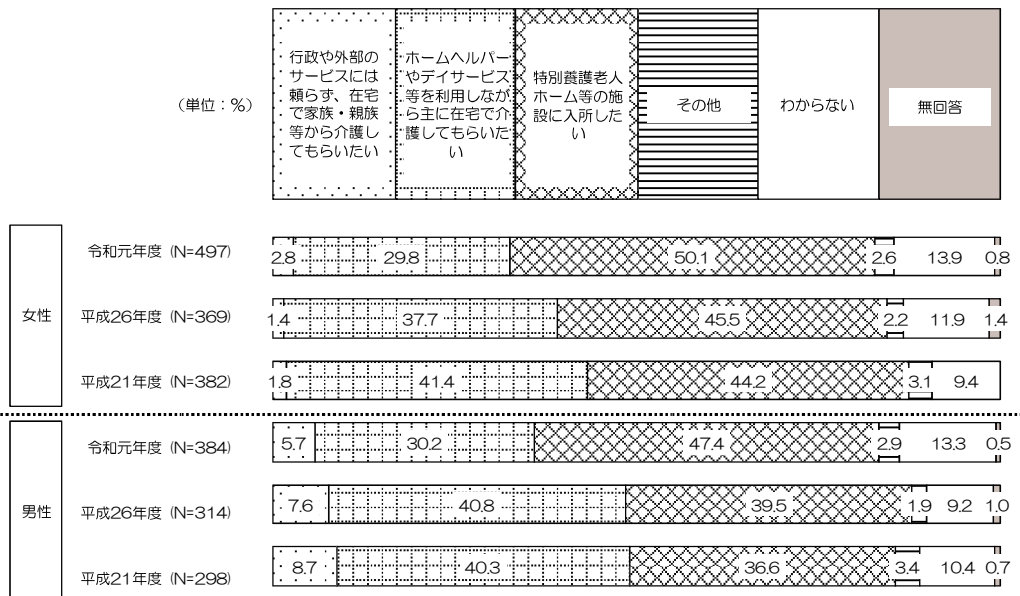 （単位：％）
行政や外部の
サービスには
頼らず、在宅
で家族・親族
等から介護し
てもらいたい
ホームヘルパー
やデイサービス
等を利用しなが
ら主に在宅で介
護してもらいた
い
特別養護老人
ホーム等の施
設に入所した
い
その他
わからない
無回答
女性
令和元年度 (N=497)
2.8 29.8 50.1 2.6 13.9 0.8
平成26年度 (N=369)
1.4 37.7 45.5 2.2 11.9 1.4
平成21年度 (N=382)
1.8 41.4 44.2 3.1 9.4
男性
令和元年度 (N=384)
5.7 30.2 47.4 2.9 13.3 0.5
平成26年度 (N=314)
7.6 40.8 39.5 1.9 9.2 1.0
平成21年度 (N=298)
8.7 40.3 36.6 3.4 10.4 0.7